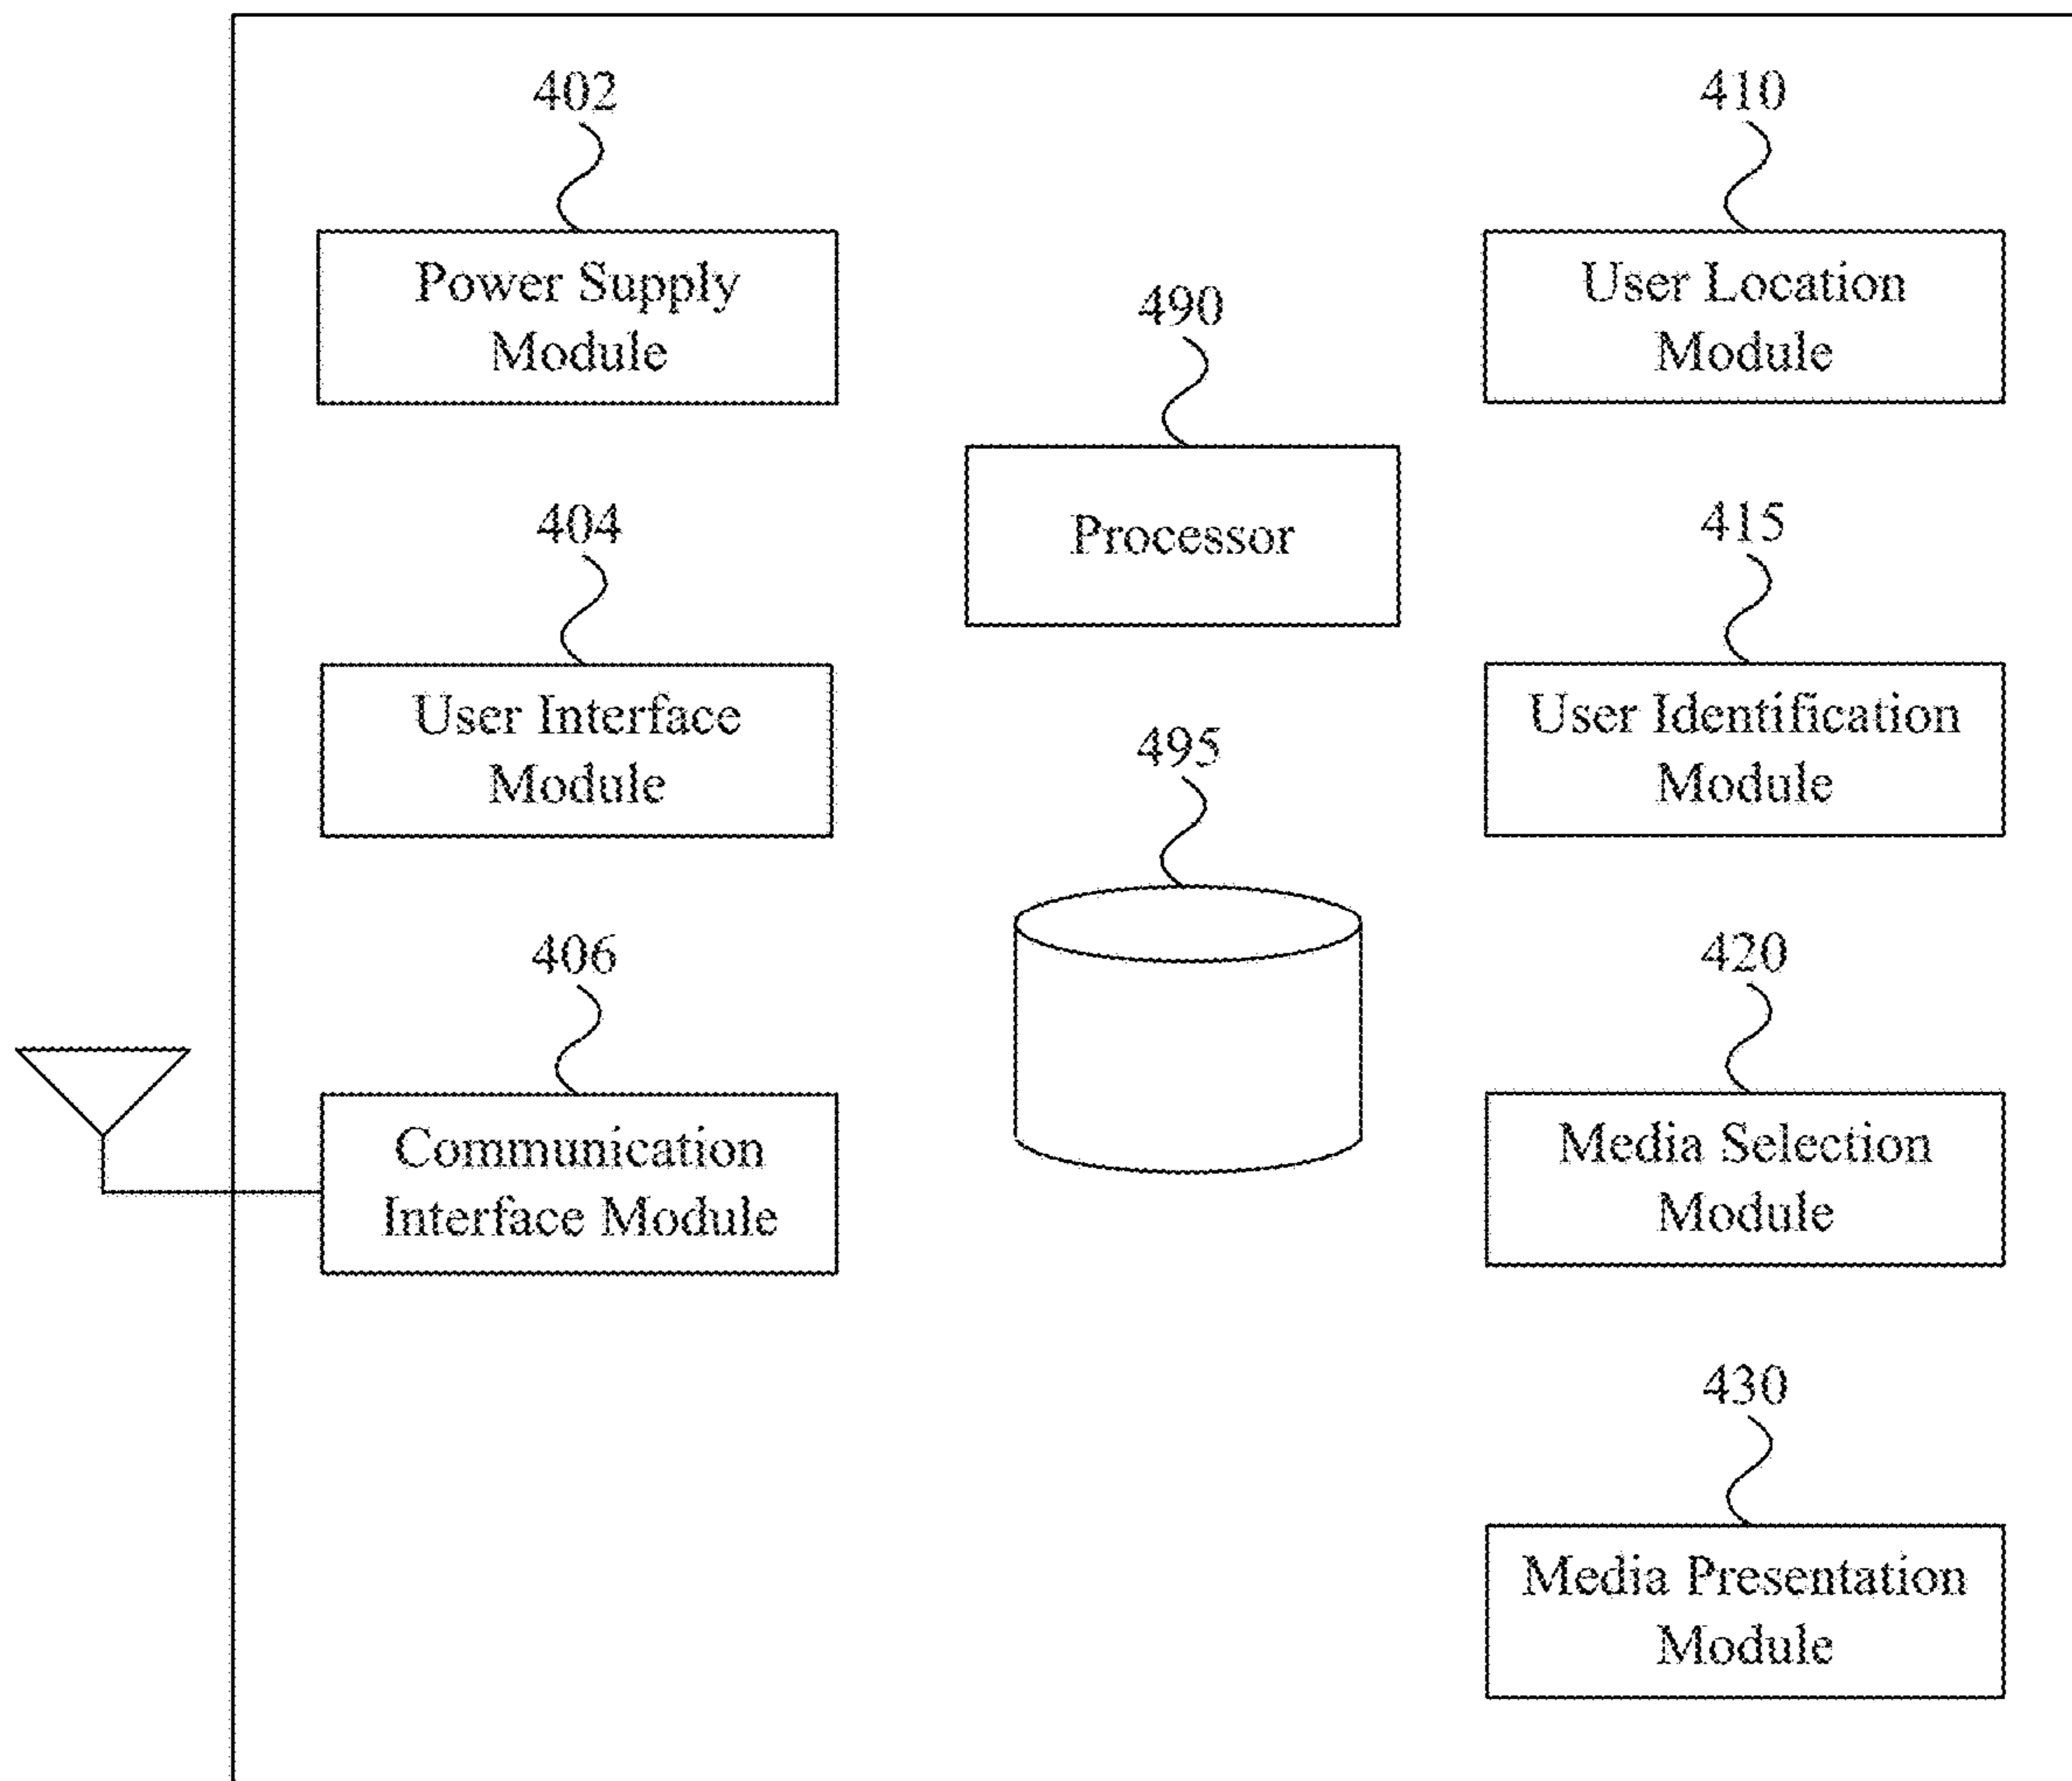 402
Power Supply
Module
404
User Interface
Module
406
Communication
Interface Module
490
Processor
495
410
User Location
Module
415
User Identification
Module
420
Media Selection
Module
430
Media Presentation
Module